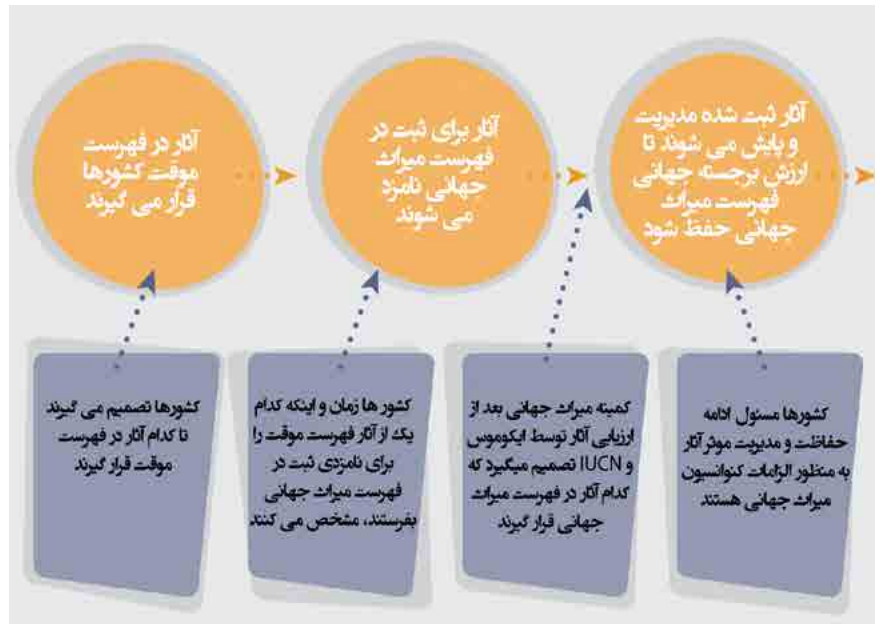 آثار در فهرست
موقت کشورها
قرار می گیرند
آثار برای ثبت در
فهرست میراث
جهانی نامزد
می شوند
آثار ثبت شده مدیریت
و پایش می شوند تا
ارزش برجسته جهانی
فهرست میراث
جهانی حفظ شود
کشورها تصمیم می گیرند
تا کدام آثار در فهرست
موقت قرار گیرند
کشور ها زمان و اینکه کدام
یک از آثار فهرست موقت را
برای نامزدی ثبت در
فهرست میراث جهانی
بفرستند، مشخص می کنند
کمیته میراث جهانی بعد از
ارزیابی آثار توسط ایکوموس
و IUCN تصمیم میگیرد که
کدام آثار در فهرست میراث
جهانی قرار گیرند
کشورها مسئول ادامه
حفاظت و مدیریت موثر آثار
به منظور الزامات کنوانسیون
میراث جهانی هستند